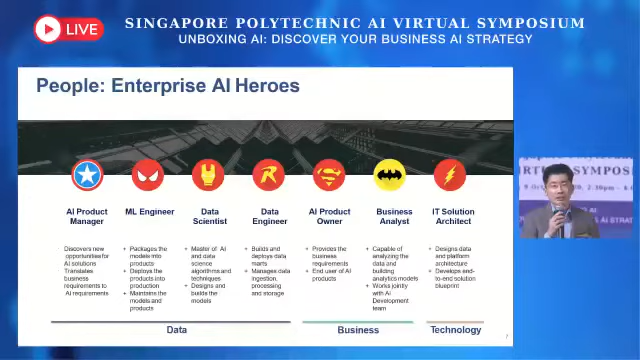 LIVE
SINGAPORE POLYTECHNIC AI VIRTUAL SYMPOSIUM
UNBOXING AI: DISCOVER YOUR BUSINESS AI STRATEGY
People: Enterprise AI Heroes
AI Product
Manager
Discovers new
opportunities for
AI solutions
Translates
business
requirements to
AI requirements
ML Engineer
+ Packages the
models into
products
+ Deploys the
products into
production
+ Maintains the
models and
products
Data
Scientist
+ Master of AI
and data
science
algorithms and
techniques
+ Designs and
builds the
models
Data
Engineer
+ Builds and
deploys data
marts
+ Manages data
ingestion,
processing
and storage
AI Product
Owner
+ Provides the
business
requirements
+ End user of AI
products
Business
Analyst
+ Capable of
analyzing the
data and
building
analytics models
+ Works jointly
with AI
Development
team
IT Solution
Architect
+ Designs data
and platform
architecture
+ Develops end-
to-end solution
blueprint
Data
Business
Technology
7